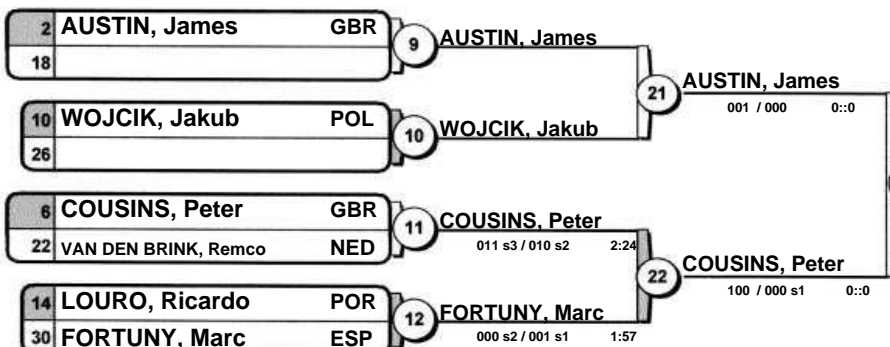 2 AUSTIN, James GBR
18
9
AUSTIN, James
21
AUSTIN, James
001 / 000 0::0
10 WOJCIK, Jakub POL
26
10
WOJCIK, Jakub
6 COUSINS, Peter GBR
22 VAN DEN BRINK, Remco NED
11
COUSINS, Peter
011 s3 / 010 s2 2:24
22
COUSINS, Peter
100 / 000 s1 0::0
14 LOURO, Ricardo POR
30 FORTUNY, Marc ESP
12
FORTUNY, Marc
000 s2 / 001 s1 1:57